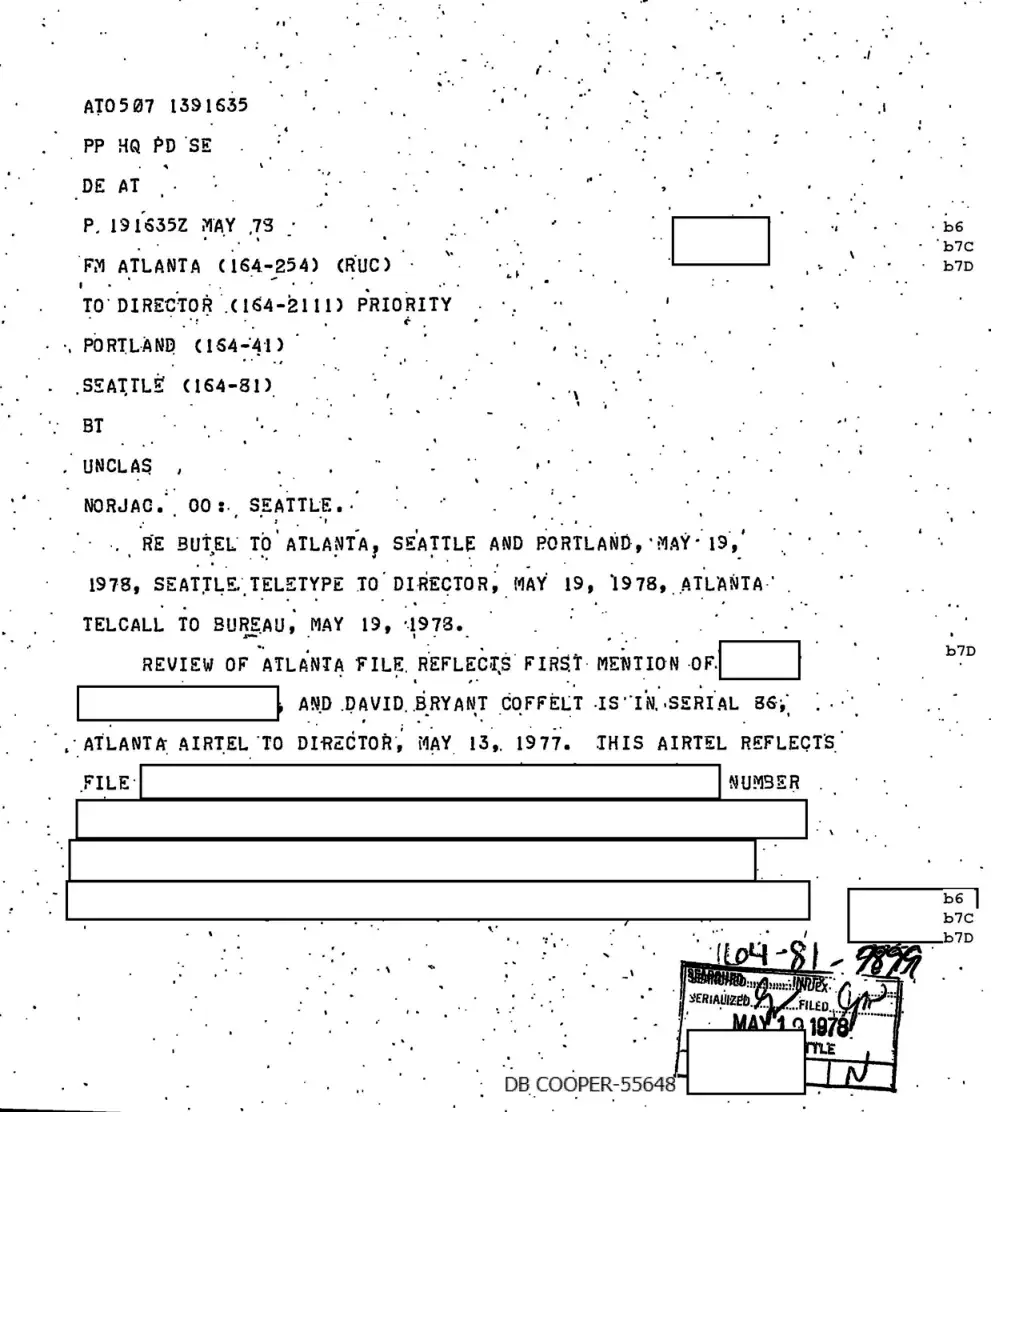 AT0507 1391635
PP HQ PD SE
DE AT
P. 191635Z MAY 78
b6
b7C
FM ATLANTA (164-254) (RUC)
b7D
TO DIRECTOR (164-2111) PRIORITY
PORTLAND (164-41)
SEATTLE (164-81)
BT
UNCLAS
NORJAC. OO: SEATTLE.
RE BUTEL TO ATLANTA, SEATTLE AND PORTLAND, MAY 19,
1978, SEATTLE TELETYPE TO DIRECTOR, MAY 19, 1978, ATLANTA
TELCALL TO BUREAU, MAY 19, 1978.
b7D
REVIEW OF ATLANTA FILE REFLECTS FIRST MENTION OF
, AND DAVID BRYANT COFFELT IS IN SERIAL 86,
ATLANTA AIRTEL TO DIRECTOR, MAY 13, 1977. THIS AIRTEL REFLECTS
FILE NUMBER
b6
b7C
b7D
164-81-9899
SEARCHED INDEX
SERIALIZED FILED
MAY 19 1978
TTLE
N
DB COOPER-55648